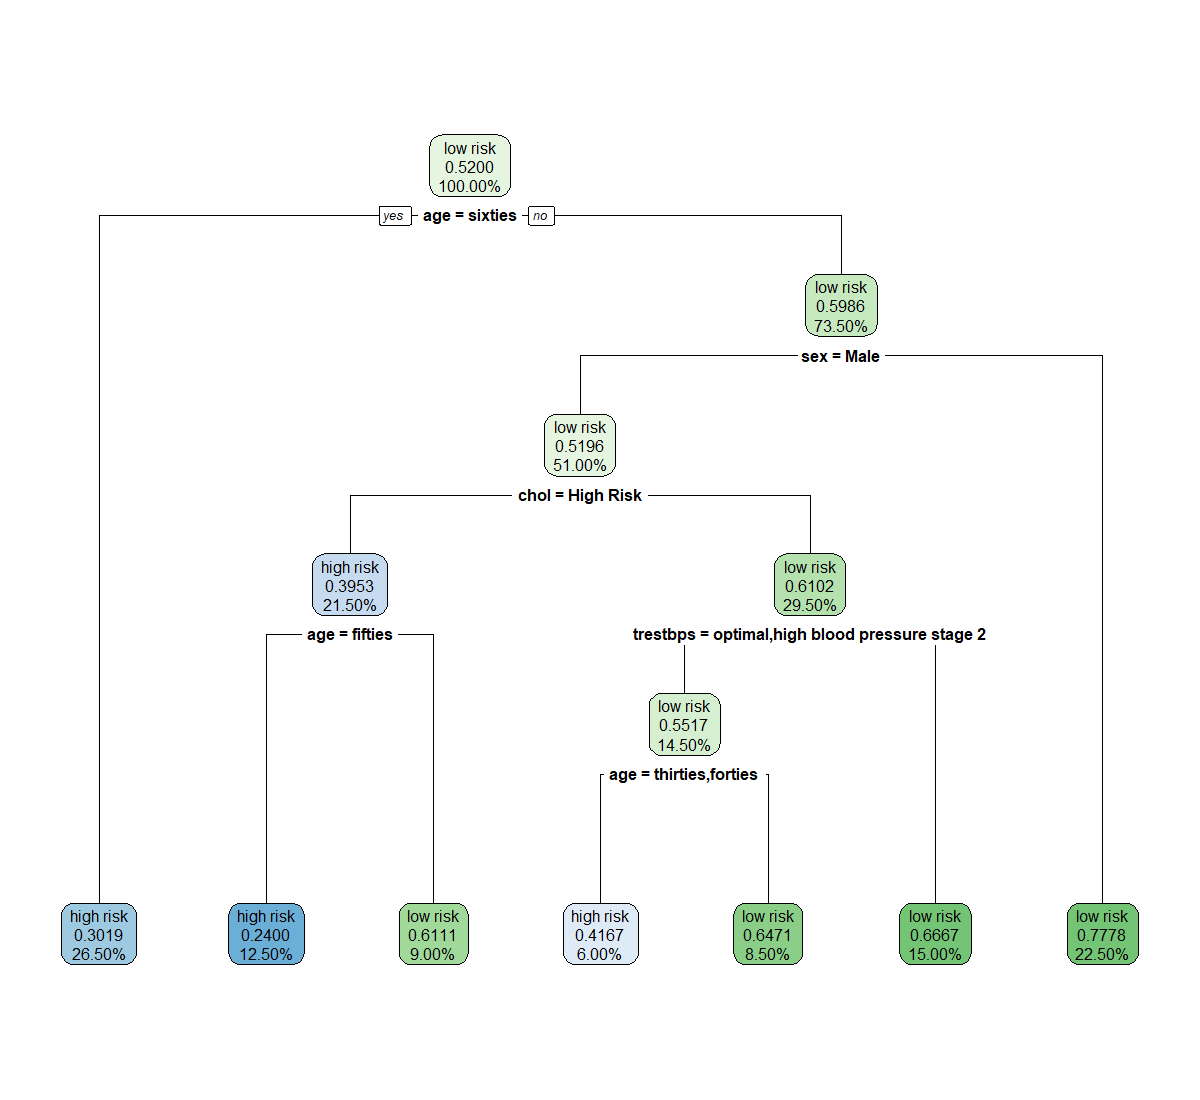 low risk
0.5200
100.00%
yes age = sixties no
low risk
0.5986
73.50%
sex = Male
low risk
0.5196
51.00%
chol = High Risk
high risk
0.3953
21.50%
low risk
0.6102
29.50%
age = fifties
trestbps = optimal,high blood pressure stage 2
low risk
0.5517
14.50%
age = thirties,forties
high risk
0.3019
26.50%
high risk
0.2400
12.50%
low risk
0.6111
9.00%
high risk
0.4167
6.00%
low risk
0.6471
8.50%
low risk
0.6667
15.00%
low risk
0.7778
22.50%